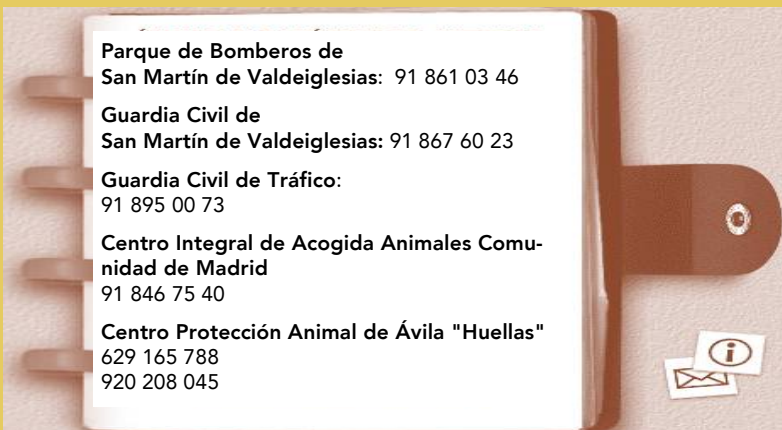 Parque de Bomberos de
San Martín de Valdeiglesias: 91 861 03 46
Guardia Civil de
San Martín de Valdeiglesias: 91 867 60 23
Guardia Civil de Tráfico:
91 895 00 73
Centro Integral de Acogida Animales Comu-
nidad de Madrid
91 846 75 40
Centro Protección Animal de Ávila "Huellas"
629 165 788
920 208 045